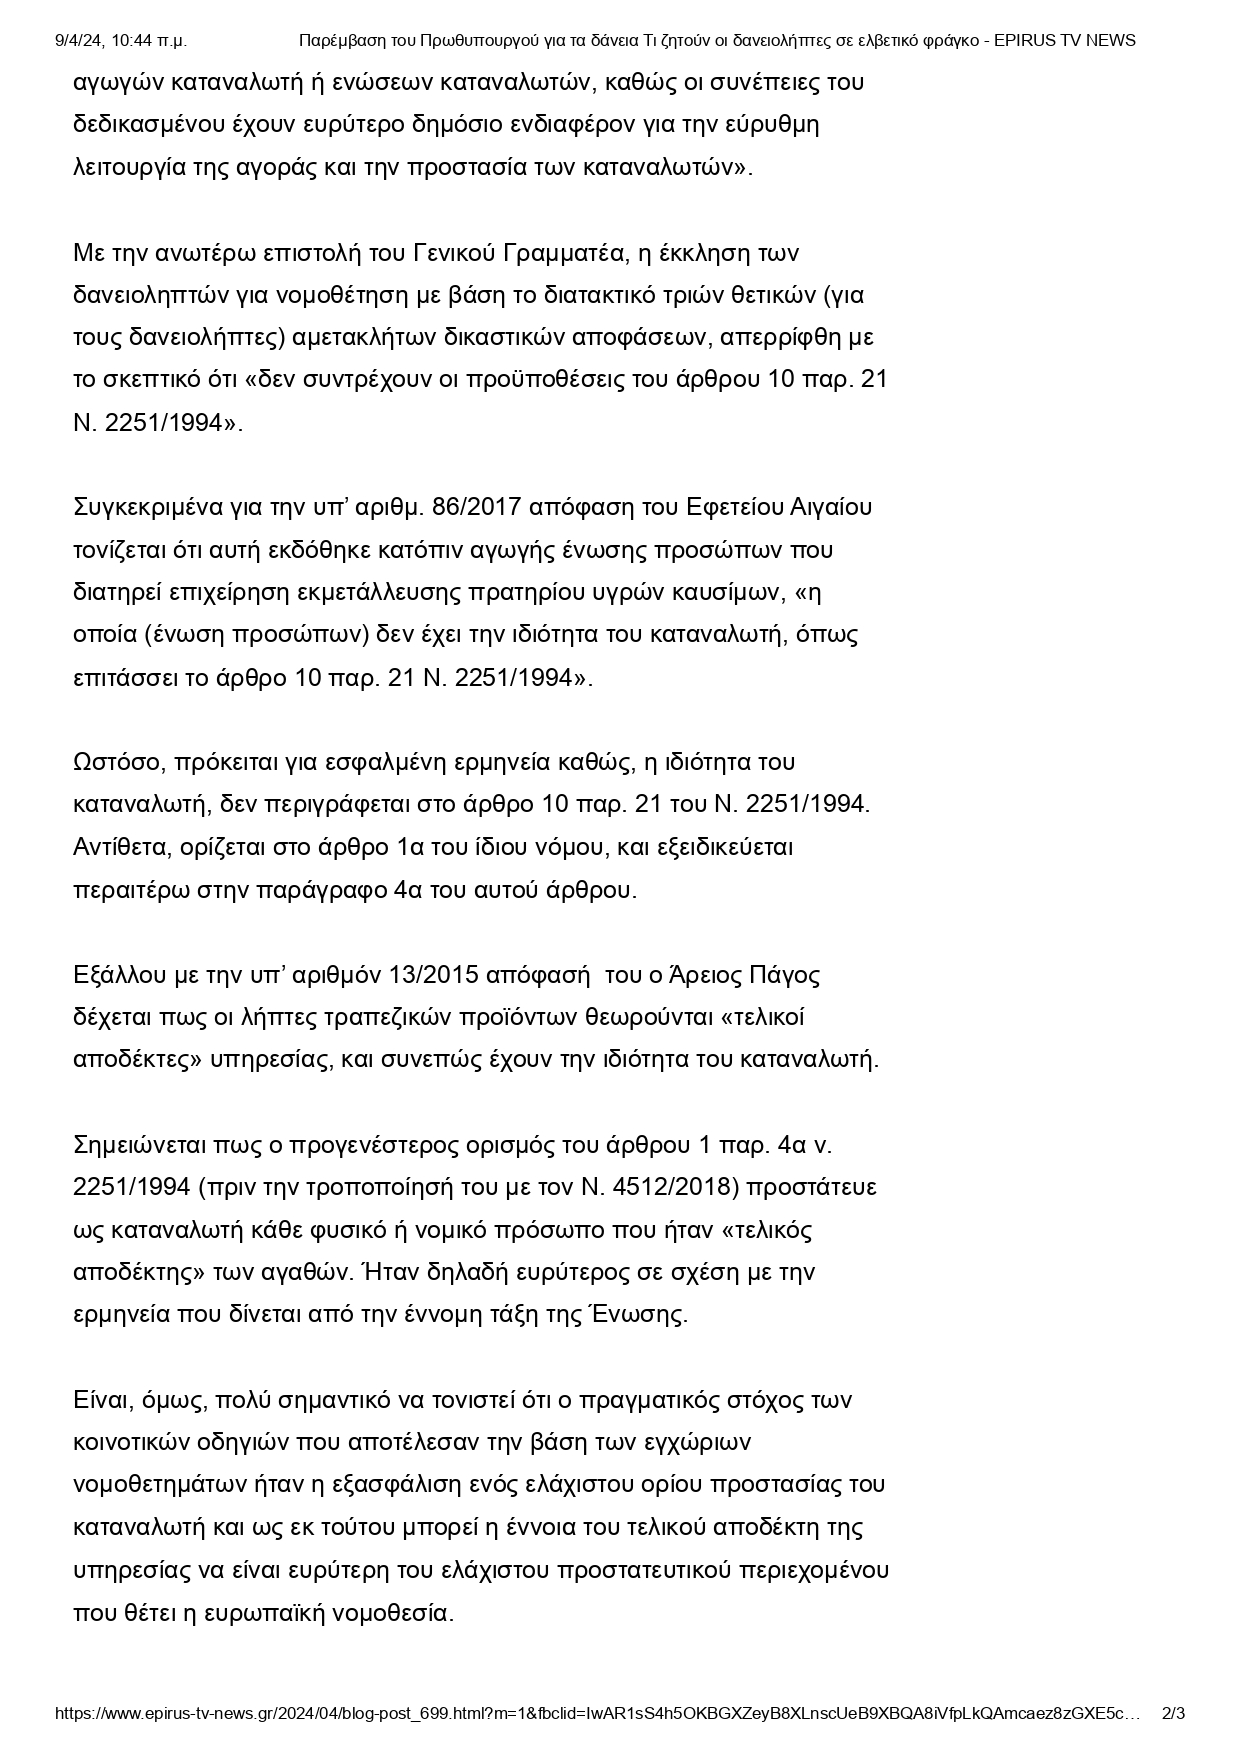 9/4/24, 10:44 π.μ. Παρέμβαση του Πρωθυπουργού για τα δάνεια Τι ζητούν οι δανειολήπτες σε ελβετικό φράγκο - EPIRUS TV NEWS
αγωγών καταναλωτή ή ενώσεων καταναλωτών, καθώς οι συνέπειες του
δεδικασμένου έχουν ευρύτερο δημόσιο ενδιαφέρον για την εύρυθμη
λειτουργία της αγοράς και την προστασία των καταναλωτών».
Με την ανωτέρω επιστολή του Γενικού Γραμματέα, η έκκληση των
δανειοληπτών για νομοθέτηση με βάση το διατακτικό τριών θετικών (για
τους δανειολήπτες) αμετακλήτων δικαστικών αποφάσεων, απερρίφθη με
το σκεπτικό ότι «δεν συντρέχουν οι προϋποθέσεις του άρθρου 10 παρ. 21
Ν. 2251/1994».
Συγκεκριμένα για την υπ’ αριθμ. 86/2017 απόφαση του Εφετείου Αιγαίου
τονίζεται ότι αυτή εκδόθηκε κατόπιν αγωγής ένωσης προσώπων που
διατηρεί επιχείρηση εκμετάλλευσης πρατηρίου υγρών καυσίμων, «η
οποία (ένωση προσώπων) δεν έχει την ιδιότητα του καταναλωτή, όπως
επιτάσσει το άρθρο 10 παρ. 21 Ν. 2251/1994».
Ωστόσο, πρόκειται για εσφαλμένη ερμηνεία καθώς, η ιδιότητα του
καταναλωτή, δεν περιγράφεται στο άρθρο 10 παρ. 21 του Ν. 2251/1994.
Αντίθετα, ορίζεται στο άρθρο 1α του ίδιου νόμου, και εξειδικεύεται
περαιτέρω στην παράγραφο 4α του αυτού άρθρου.
Εξάλλου με την υπ’ αριθμόν 13/2015 απόφασή  του ο Άρειος Πάγος
δέχεται πως οι λήπτες τραπεζικών προϊόντων θεωρούνται «τελικοί
αποδέκτες» υπηρεσίας, και συνεπώς έχουν την ιδιότητα του καταναλωτή.
Σημειώνεται πως ο προγενέστερος ορισμός του άρθρου 1 παρ. 4α ν.
2251/1994 (πριν την τροποποίησή του με τον Ν. 4512/2018) προστάτευε
ως καταναλωτή κάθε φυσικό ή νομικό πρόσωπο που ήταν «τελικός
αποδέκτης» των αγαθών. Ήταν δηλαδή ευρύτερος σε σχέση με την
ερμηνεία που δίνεται από την έννομη τάξη της Ένωσης.
Είναι, όμως, πολύ σημαντικό να τονιστεί ότι ο πραγματικός στόχος των
κοινοτικών οδηγιών που αποτέλεσαν την βάση των εγχώριων
νομοθετημάτων ήταν η εξασφάλιση ενός ελάχιστου ορίου προστασίας του
καταναλωτή και ως εκ τούτου μπορεί η έννοια του τελικού αποδέκτη της
υπηρεσίας να είναι ευρύτερη του ελάχιστου προστατευτικού περιεχομένου
που θέτει η ευρωπαϊκή νομοθεσία.
https://www.epirus-tv-news.gr/2024/04/blog-post_699.html?m=1&fbclid=IwAR1sS4h5OKBGXZeyB8XLnscUeB9XBQA8iVfpLkQAmcaez8zGXE5c… 2/3